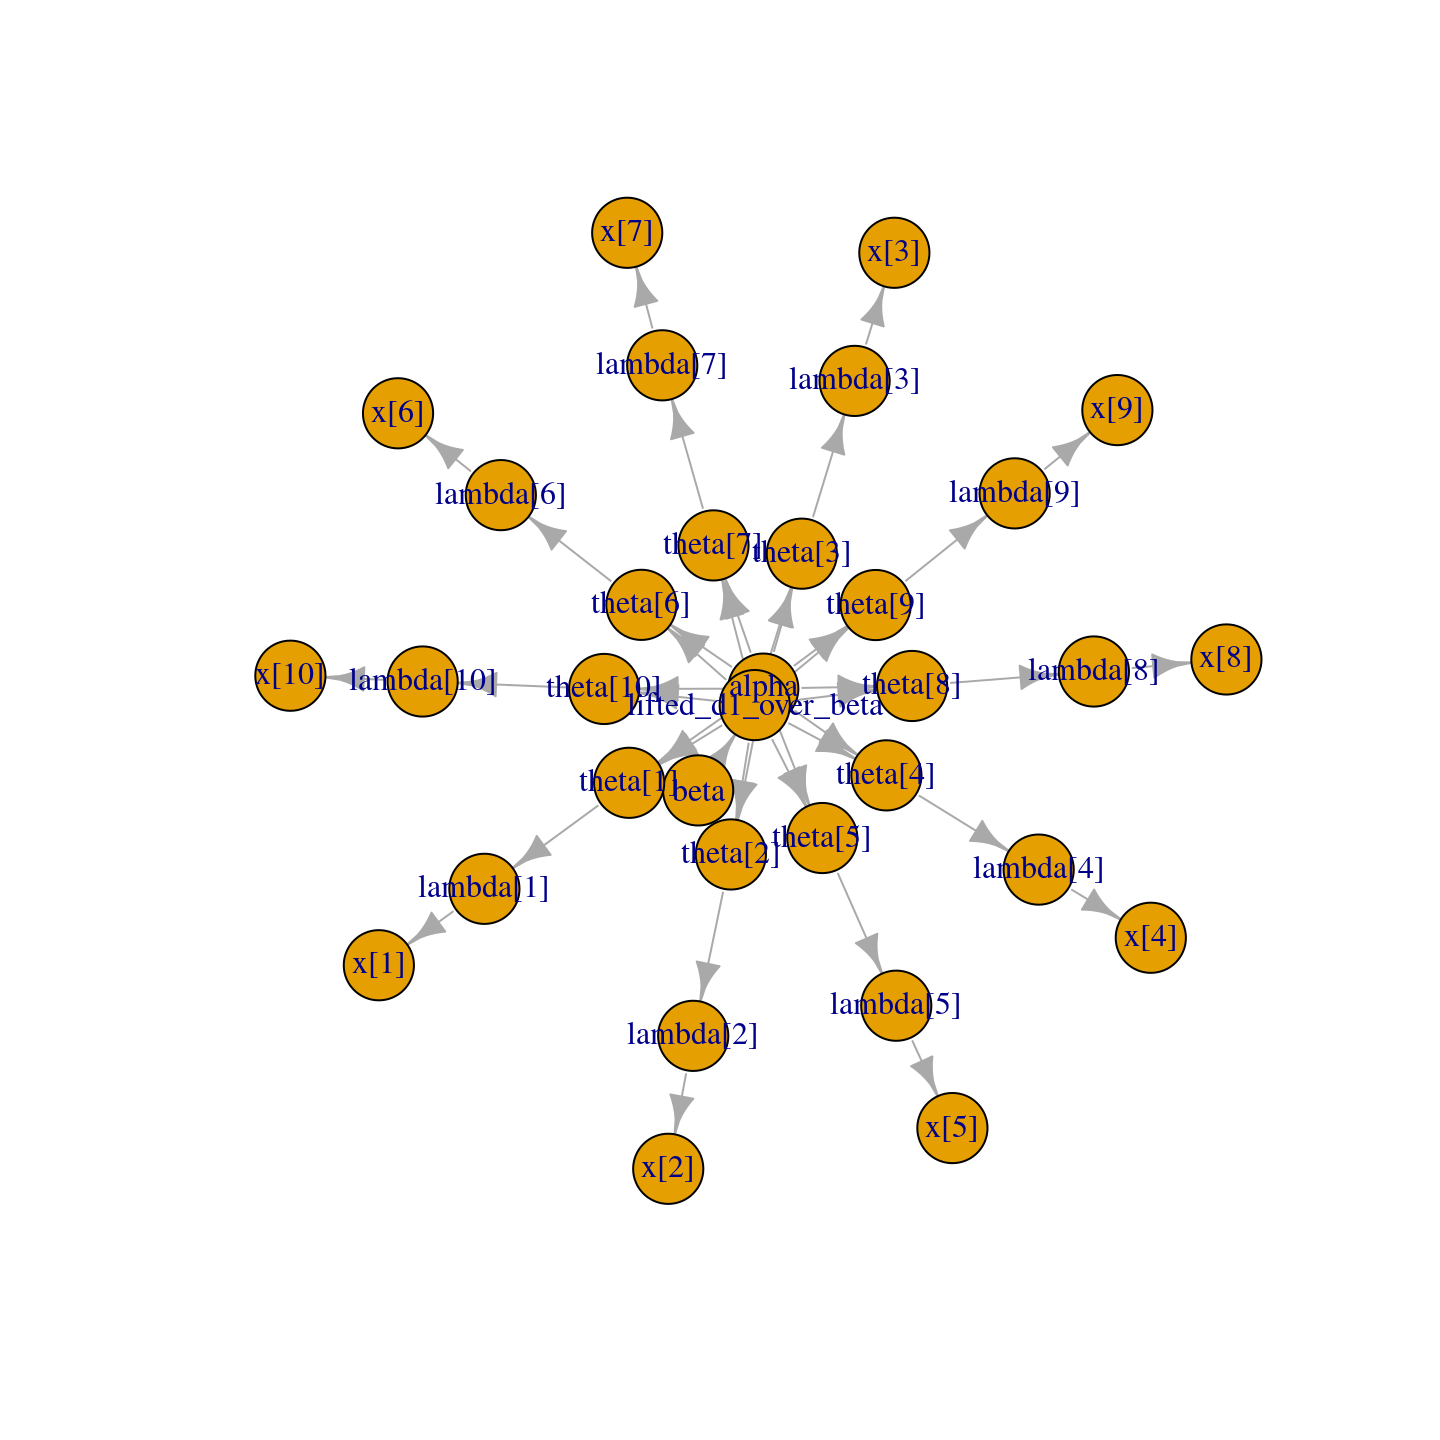 x[7]
x[3]
lambda[7]
lambda[3]
x[6]
x[9]
lambda[6]
lambda[9]
theta[7]
theta[3]
theta[6]
theta[9]
x[10]
lambda[10]
theta[10]
alpha
theta[8]
lambda[8]
x[8]
lifted_d1_over_beta
theta[1]
beta
theta[4]
theta[2]
theta[5]
lambda[1]
lambda[4]
x[1]
x[4]
lambda[2]
lambda[5]
x[2]
x[5]